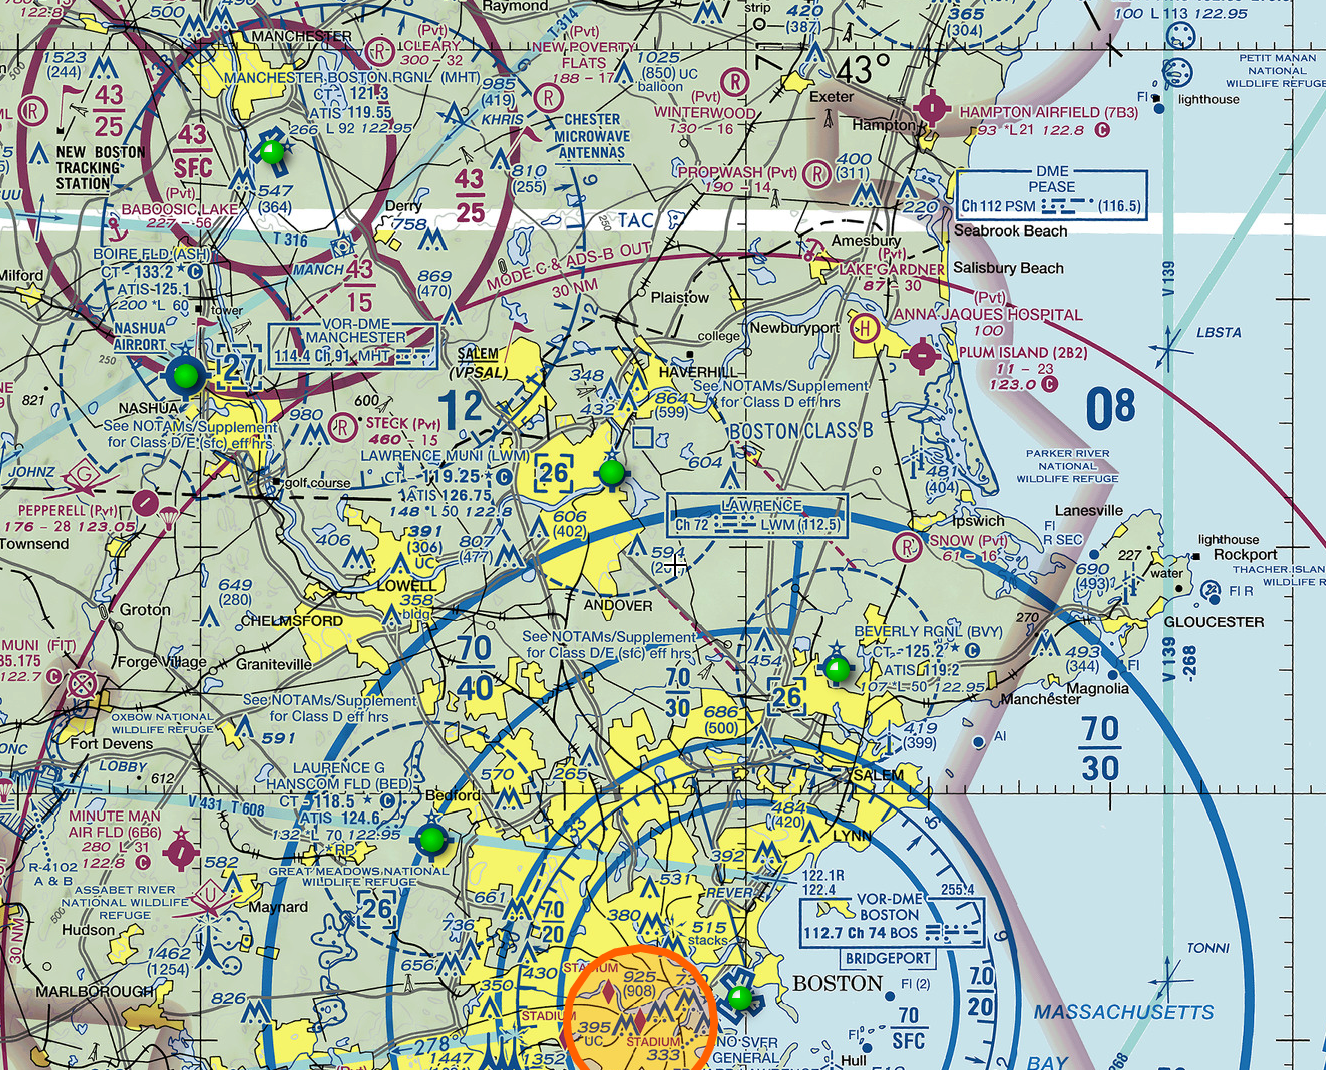 122.8
500
Raymond
strip
420
(387)
365
(304)
100 L 113 122.95
MANCHESTER
(Pvt)
CLEARY
300 - 32
(Pvt)
NEW POVERTY
FLATS
188 - 17
T-314
1025
(850) UC
balloon
43°
PETIT MANAN
NATIONAL
WILDLIFE REFUGE
1523
(244)
MANCHESTER BOSTON RGNL (MHT)
CT - 121.3
ATIS 119.55
266 L 92 122.95
985
(419)
KHRIS
(Pvt)
WINTERWOOD
130 - 16
Exeter
Hampton
HAMPTON AIRFIELD (7B3)
93 *L21 122.8 C
FI
lighthouse
43
25
43
SFC
NEW BOSTON
TRACKING
STATION
CHESTER
MICROWAVE
ANTENNAS
810
(255)
43
25
PROPWASH (Pvt)
190 - 14
400
(311)
220
DME
PEASE
Ch 112 PSM (116.5)
547
(364)
(Pvt)
BABOOSIC LAKE
227 - 56
Derry
758
T 316
MANCH
250
TAC
Seabrook Beach
Amesbury
(Pvt)
LAKE GARDNER
87 - 30
Salisbury Beach
BOIRE FLD (ASH)
CT - 133.2 * C
ATIS 125.1
200 *L 60
Milford
tower
43
15
869
(470)
MODE C & ADS-B OUT
30 NM
Plaistow
college
Newburyport
H
(Pvt)
ANNA JAQUES HOSPITAL
100
V 139
LBSTA
NASHUA
AIRPORT
250
27
VOR-DME
MANCHESTER
114.4 Ch 91 MHT
SALEM
(VPSAL)
348
432
HAVERHILL
864
(599)
See NOTAMs/Supplement
for Class D eff hrs
PLUM ISLAND (2B2)
11 - 23
123.0 C
821
NASHUA
See NOTAMs/Supplement
for Class D/E (sfc) eff hrs
980
600
STECK (Pvt)
460 - 15
12
BOSTON CLASS B
08
JOHNZ
G
golf course
LAWRENCE MUNI (LWM)
CT - 119.25 * C
ATIS 126.75
148 *L 50 122.8
26
604
481
(404)
PARKER RIVER
NATIONAL
WILDLIFE REFUGE
PEPPERELL (Pvt)
176 - 28 123.05
Townsend
406
391
(306)
UC
807
(477)
606
(402)
594
LAWRENCE
Ch 72 LWM (112.5)
Ipswich
SNOW (Pvt)
61 - 16
FI
R SEC
Lanesville
227
lighthouse
Rockport
THACHER ISLAN
WILDLIFE R
LOWELL
649
(280)
358
bldg
ANDOVER
690
(493)
water
FI R
Groton
CHELMSFORD
270
GLOUCESTER
MUNI (FIT)
122.7 C
Forge Village
Graniteville
70
40
See NOTAMs/Supplement
for Class D/E (sfc) eff hrs
70
30
454
BEVERLY RGNL (BVY)
CT - 125.2 * C
ATIS 119.2
107 *L 50 122.95
493
(344)
FI
Magnolia
Manchester
V 139
-268
See NOTAMs/Supplement
for Class D eff hrs
OXBOW NATIONAL
WILDLIFE REFUGE
591
26
686
(500)
419
(399)
Al
70
30
Fort Devens
LOBBY
612
LAURENCE G
HANSCOM FLD (BED)
CT - 118.5 * C
ATIS 124.6
132 *L 70 122.95
*RP
Bedford
570
265
33
SALEM
V 431 T 608
MINUTE MAN
AIR FLD (6B6)
280 L 31
122.8 C
R-4102
A & B
582
GREAT MEADOWS NATIONAL
WILDLIFE REFUGE
484
(420)
LYNN
6
392
ASSABET RIVER
NATIONAL WILDLIFE
REFUGE
U
Maynard
26
661
531
REVER
122.1R
122.4
VOR-DME
BOSTON
112.7 Ch 74 BOS
255.4
Hudson
500
30 NM
736
70
20
380
515
stacks
BRIDGEPORT
9
TONNI
1462
(1254)
656
430
STADIUM
925
(908)
BOSTON
FI (2)
70
20
MARLBOROUGH
826
350
STADIUM
395
UC
STADIUM
333
70
SFC
MASSACHUSETTS
BAY
278°
1447
1352
NO SVFR
GENERAL
FI
Hull